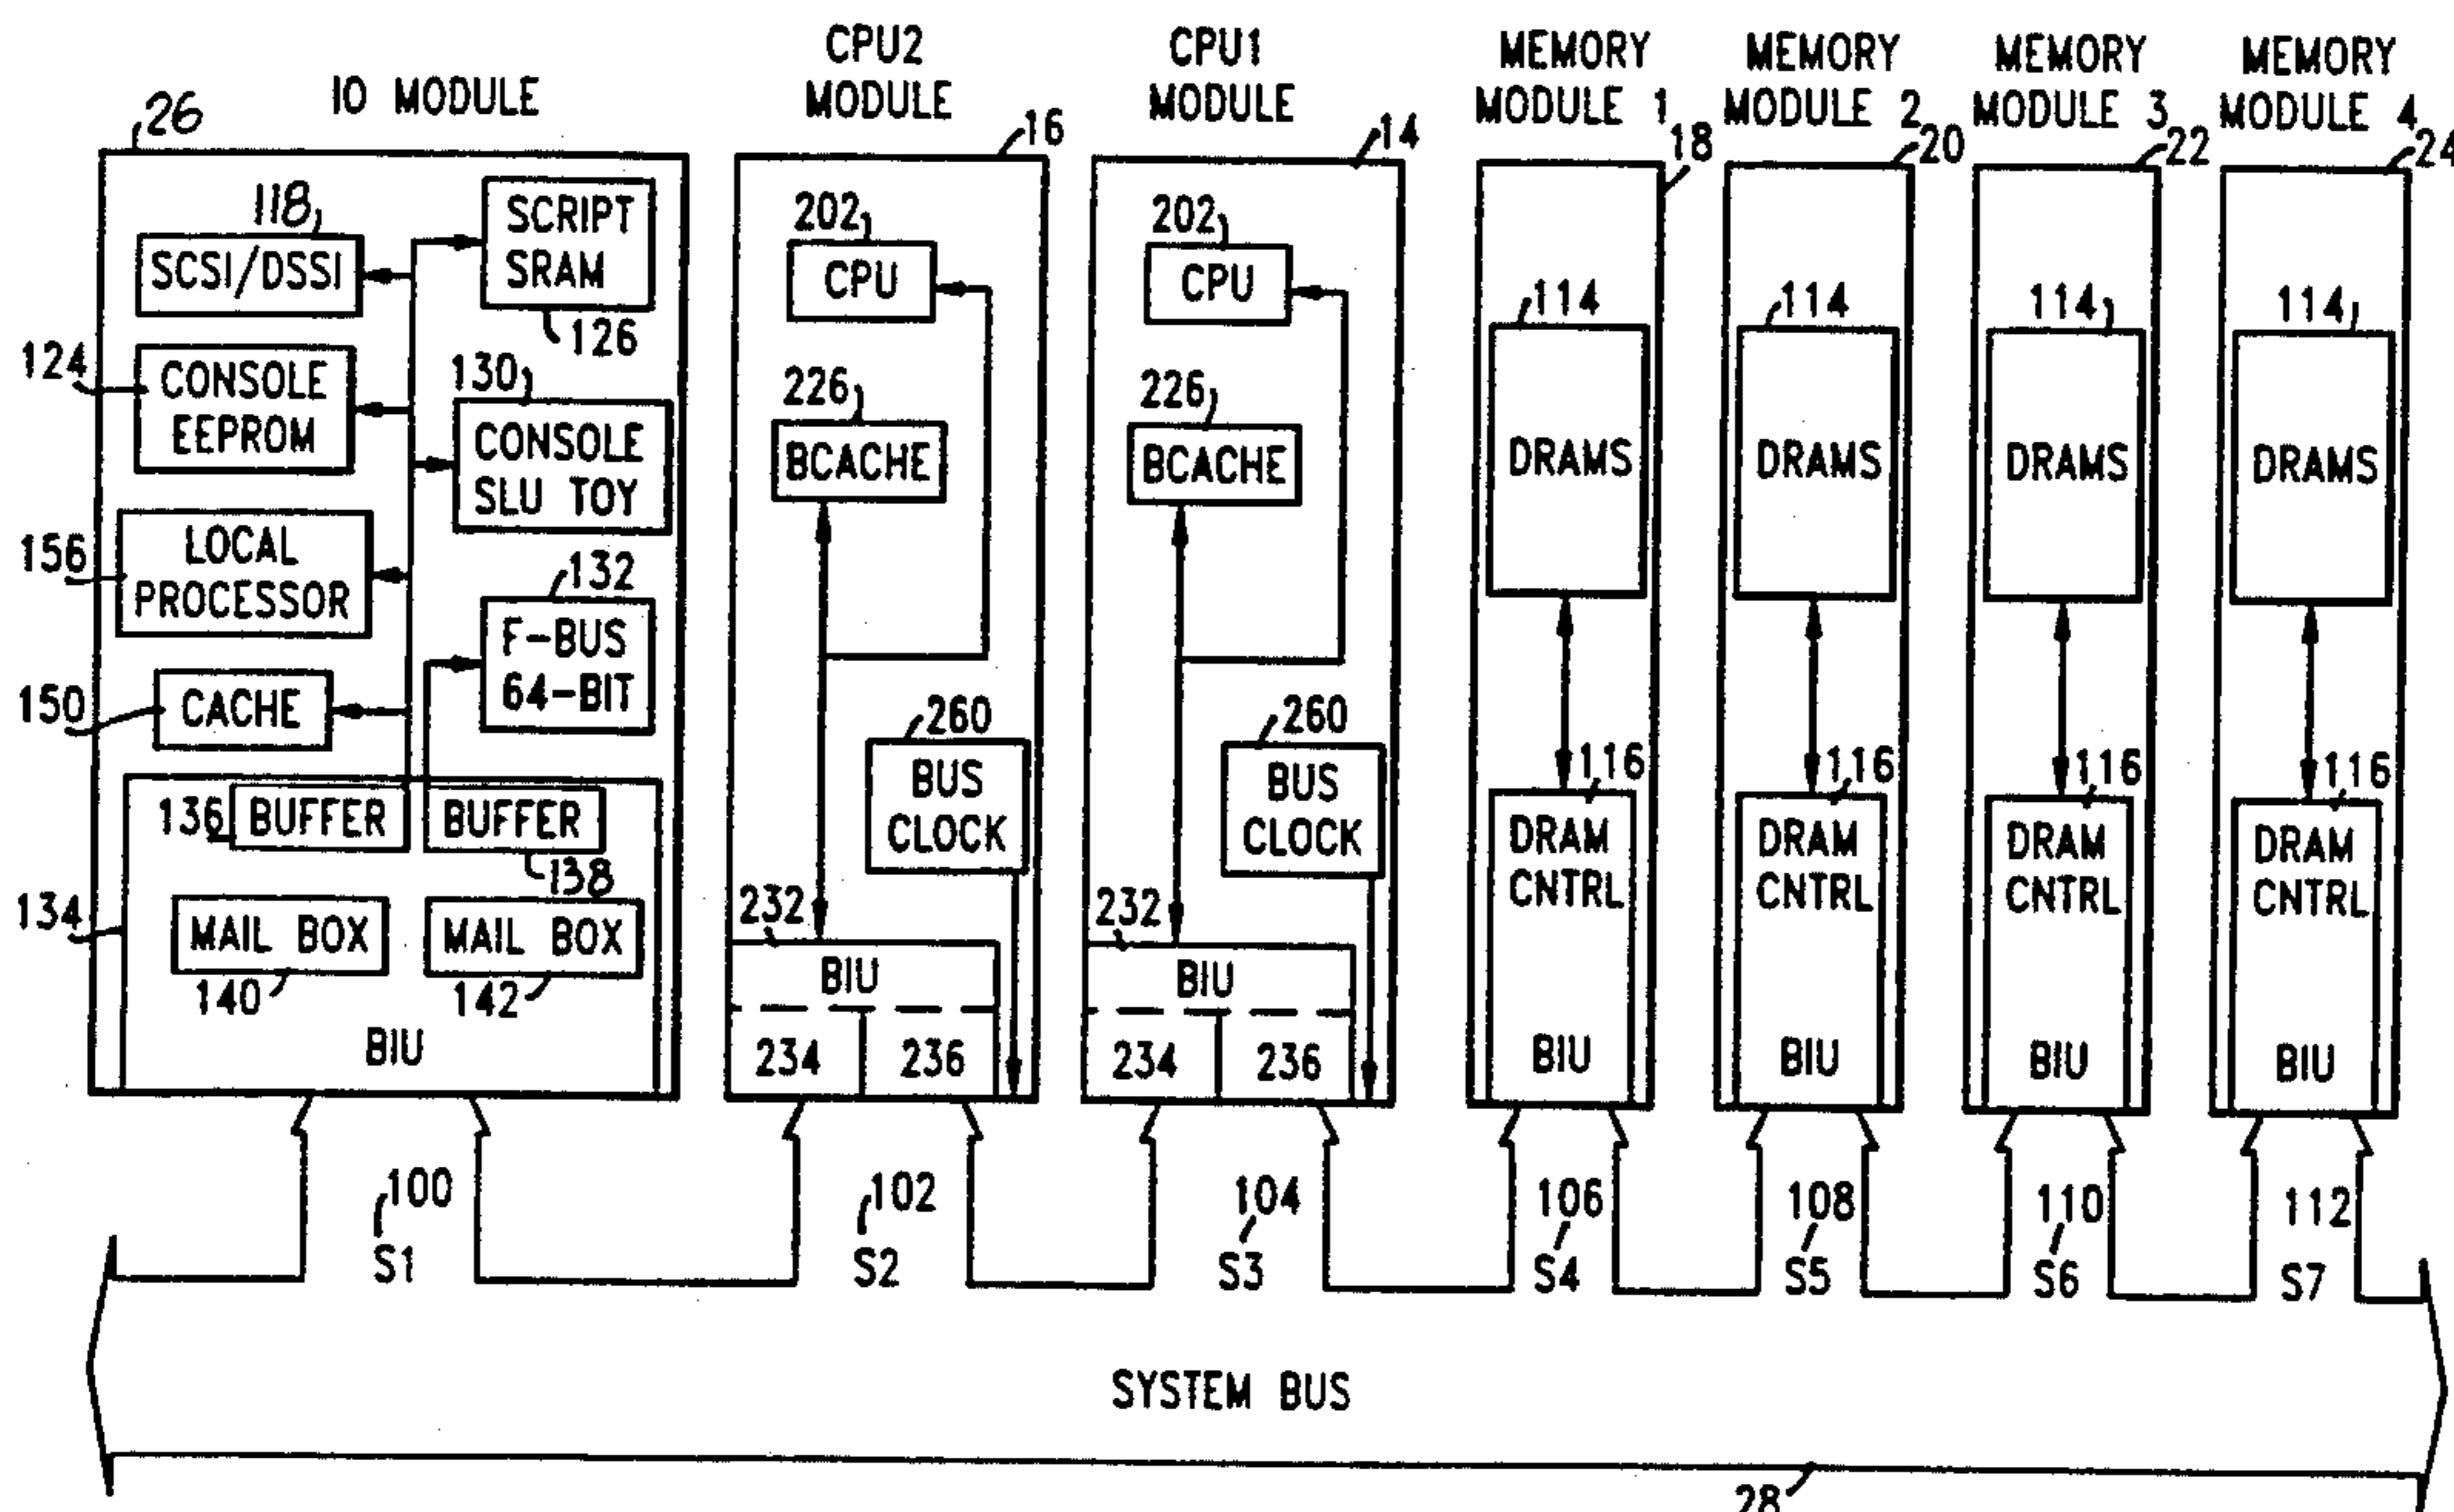 IO MODULE
26
118
SCSI/DSSI
SCRIPT
SRAM
126
124
CONSOLE
EEPROM
130
CONSOLE
SLU TOY
156
LOCAL
PROCESSOR
132
F-BUS
64-BIT
150
CACHE
136
BUFFER
BUFFER
138
134
MAIL BOX
140
MAIL BOX
142
BIU
CPU2
MODULE
16
202
CPU
226
BCACHE
260
BUS
CLOCK
232
BIU
234
236
CPU1
MODULE
14
202
CPU
226
BCACHE
260
BUS
CLOCK
232
BIU
234
236
MEMORY
MODULE 1
18
114
DRAMS
116
DRAM
CNTRL
BIU
MEMORY
MODULE 2
20
114
DRAMS
116
DRAM
CNTRL
BIU
MEMORY
MODULE 3
22
114
DRAMS
116
DRAM
CNTRL
BIU
MEMORY
MODULE 4
24
114
DRAMS
116
DRAM
CNTRL
BIU
100
S1
102
S2
104
S3
106
S4
108
S5
110
S6
112
S7
SYSTEM BUS
28